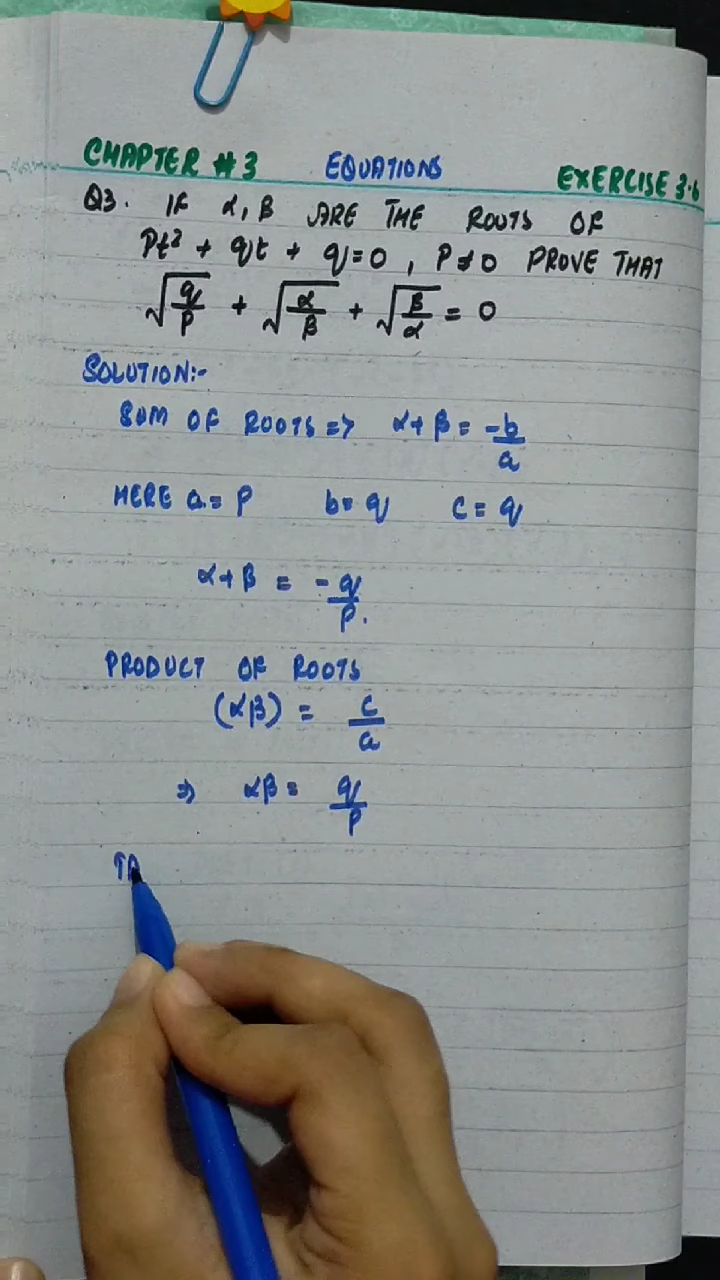 CHAPTER #3 EQUATIONS EXERCISE 3.6
Q3. IF α, β ARE THE ROOTS OF
Pt² + qt + q = 0 , P ≠ 0 PROVE THAT
√(q/p) + √(α/β) + √(β/α) = 0
SOLUTION:-
SUM OF ROOTS => α+β = -b/a
HERE a = P b = q c = q
α+β = -q/p.
PRODUCT OF ROOTS
(αβ) = c/a
=> αβ = q/p
TA